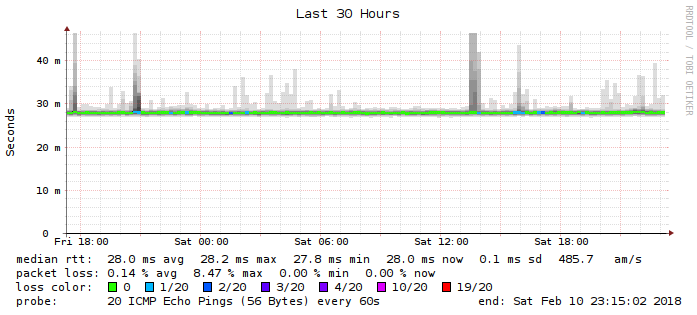 Last 30 Hours
RRDTOOL / TOBI OETIKER
Seconds
40 m
30 m
20 m
10 m
0
Fri 18:00 Sat 00:00 Sat 06:00 Sat 12:00 Sat 18:00
median rtt: 28.0 ms avg 28.2 ms max 27.8 ms min 28.0 ms now 0.1 ms sd 485.7 am/s
packet loss: 0.14 % avg 8.47 % max 0.00 % min 0.00 % now
loss color: 0 1/20 2/20 3/20 4/20 10/20 19/20
probe: 20 ICMP Echo Pings (56 Bytes) every 60s end: Sat Feb 10 23:15:02 2018